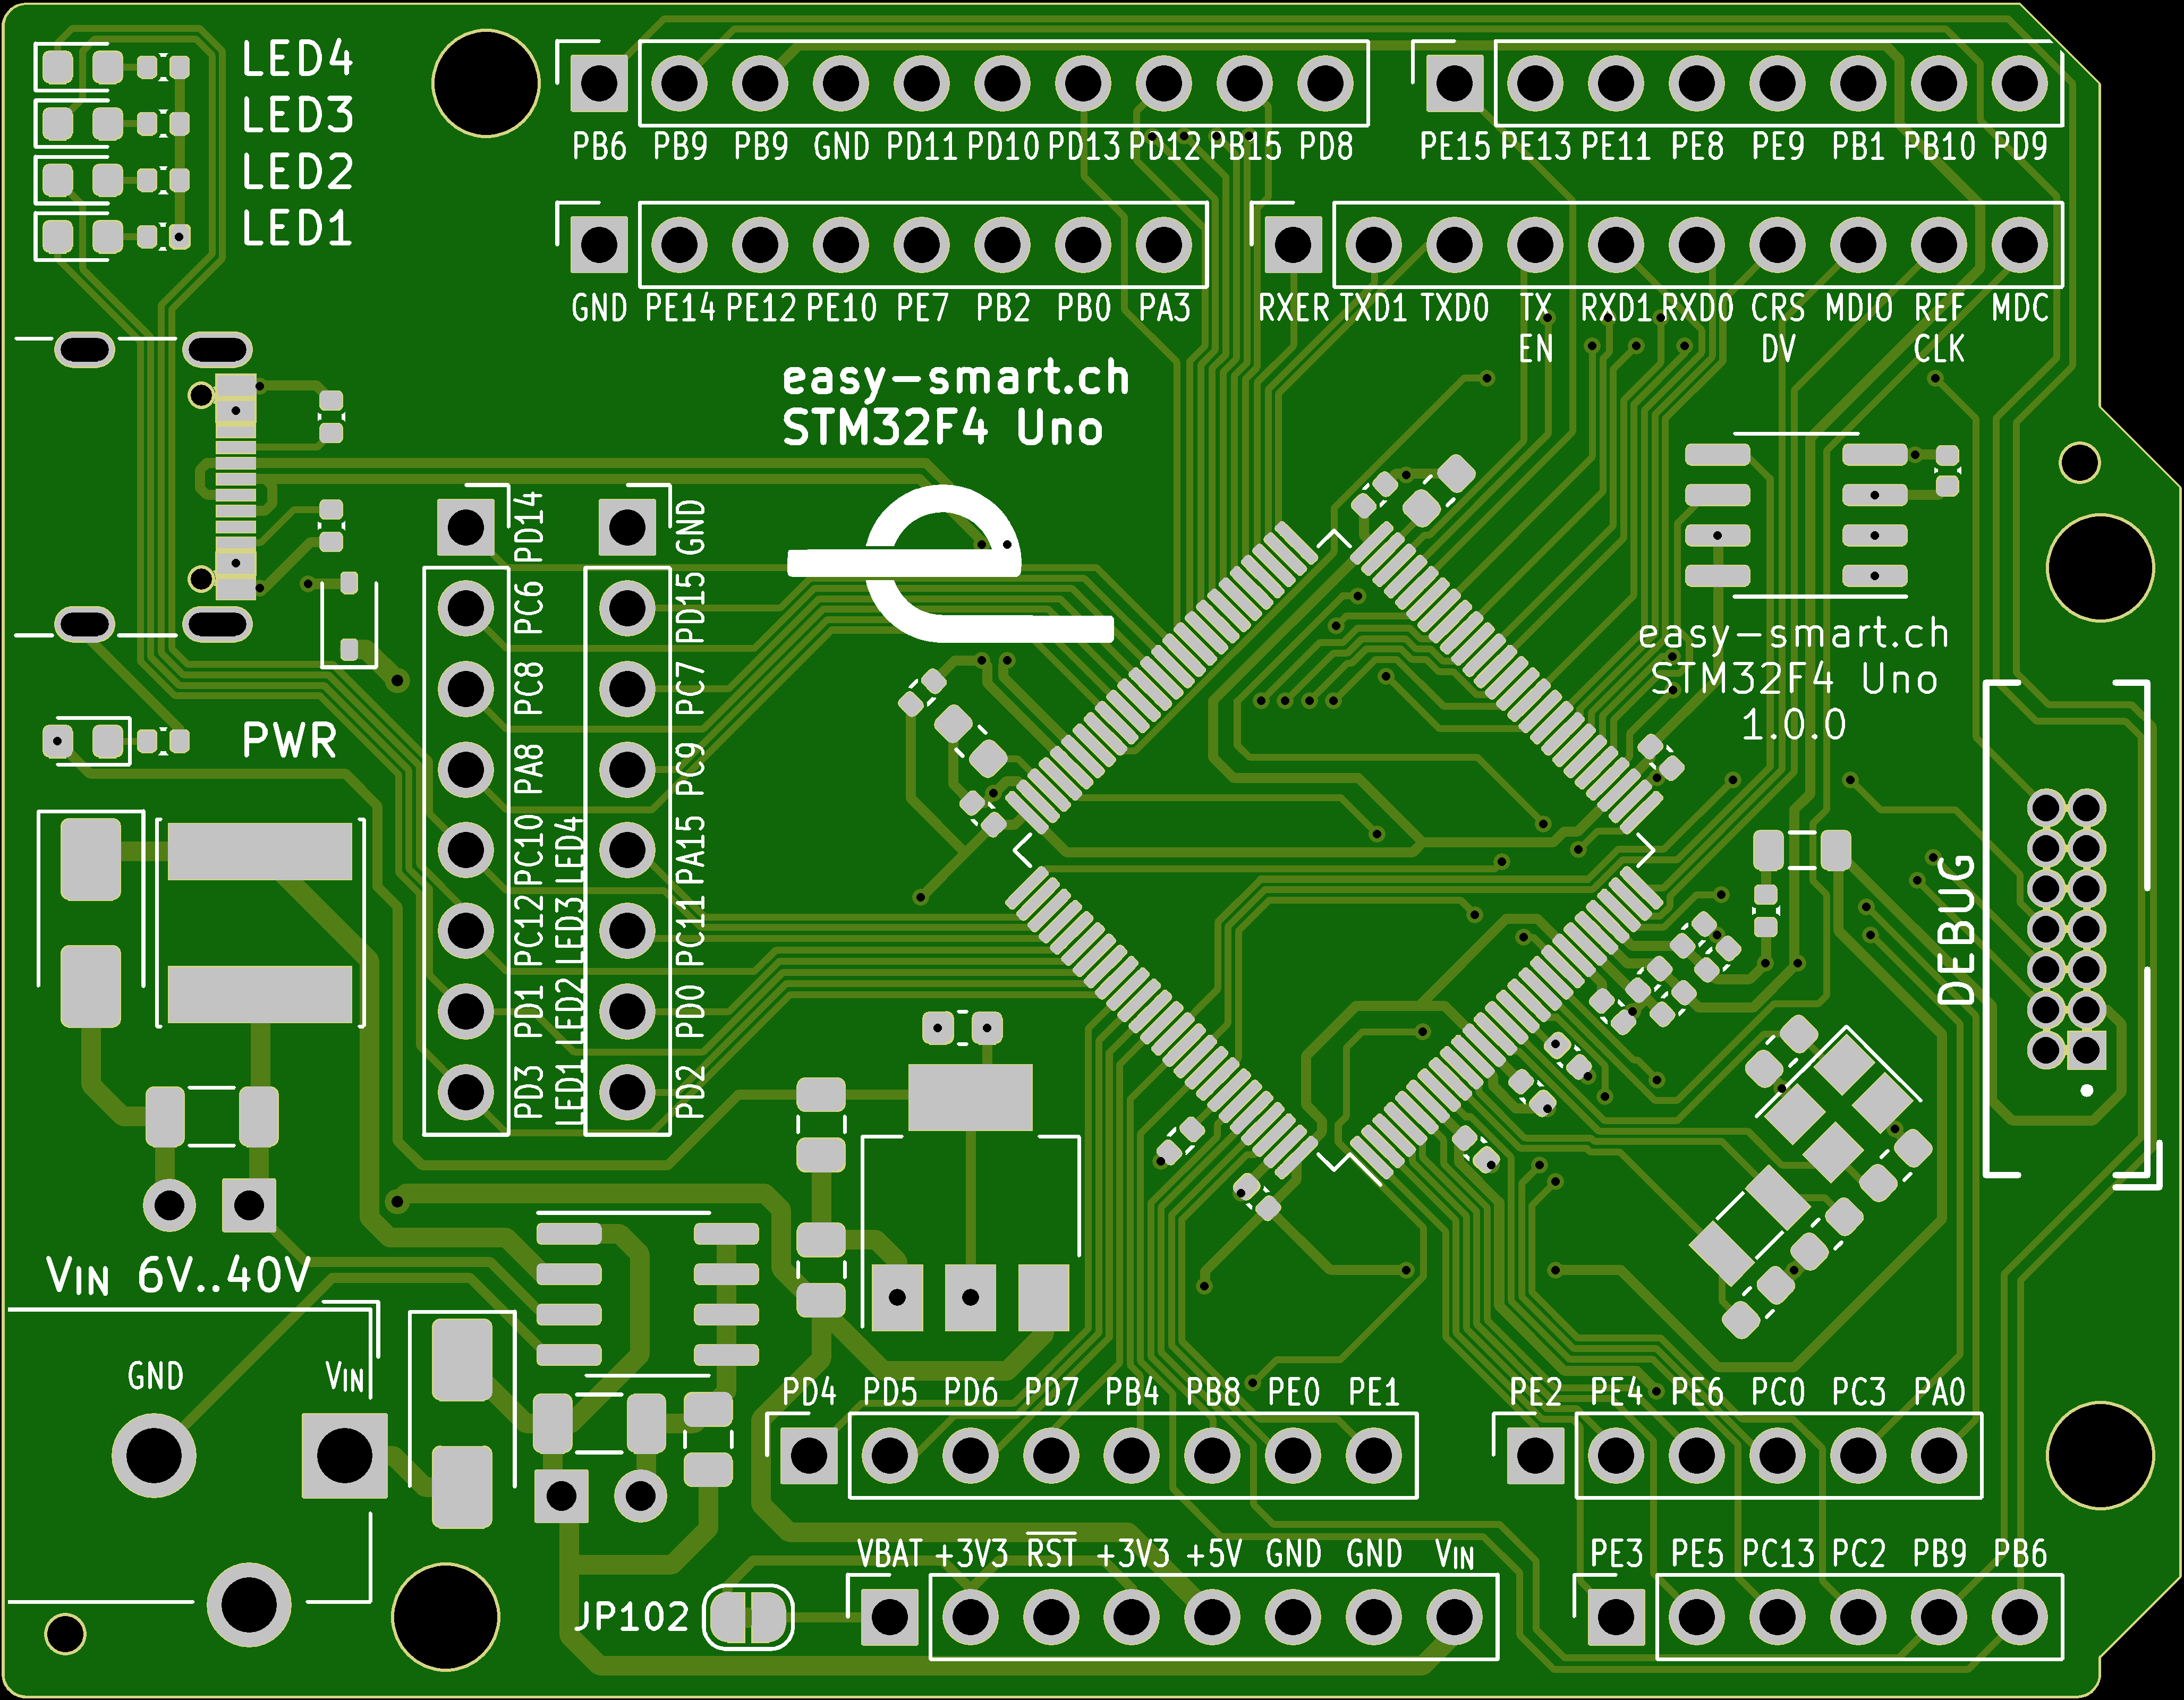 LED4
LED3
LED2
LED1
PB6 PB9 PB9 GND PD11 PD10 PD13 PD12 PB15 PD8
PE15 PE13 PE11 PE8 PE9 PB1 PB10 PD9
GND PE14 PE12 PE10 PE7 PB2 PB0 PA3
RXER TXD1 TXD0 TX RXD1 RXD0 CRS MDIO REF MDC
EN DV CLK
easy-smart.ch
STM32F4 Uno
PD14
PC6
PC8
PA8
PC10
PC12
PD1
PD3
LED4
LED3
LED2
LED1
GND
PD15
PC7
PC9
PA15
PC11
PD0
PD2
easy-smart.ch
STM32F4 Uno
1.0.0
PWR
DEBUG
VIN 6V..40V
GND VIN
PD4 PD5 PD6 PD7 PB4 PB8 PE0 PE1
PE2 PE4 PE6 PC0 PC3 PA0
VBAT +3V3 RST +3V3 +5V GND GND VIN
PE3 PE5 PC13 PC2 PB9 PB6
JP102